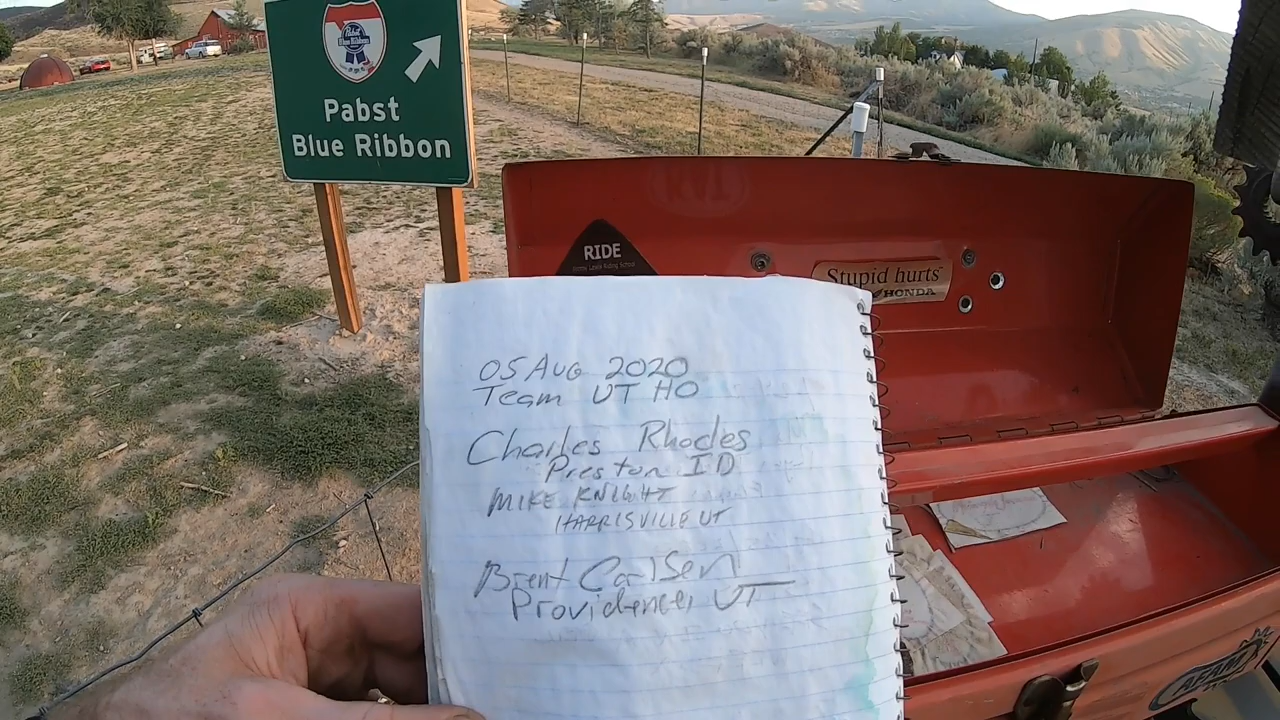 Pabst
Blue Ribbon
Pabst
Blue Ribbon
RIDE
Stupid hurts
HONDA
05 Aug 2020
Team UT HO
Charles Rhodes
Preston ID
MIKE KNIGHT
HARRISVILLE UT
Brent Carlsen
Providence, UT
AFAM